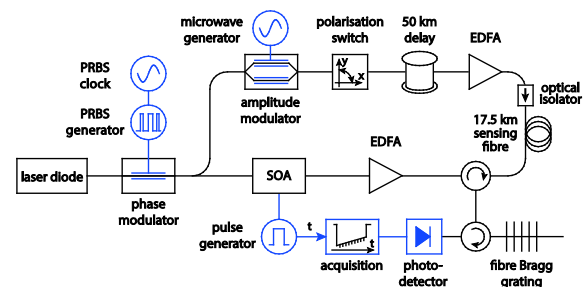 microwave
generator
polarisation
switch
50 km
delay
EDFA
PRBS
clock
y
x
optical
isolator
PRBS
generator
amplitude
modulator
17.5 km
sensing
fibre
EDFA
laser diode
SOA
phase
modulator
pulse
generator
t
t
acquisition
photo-
detector
fibre Bragg
grating